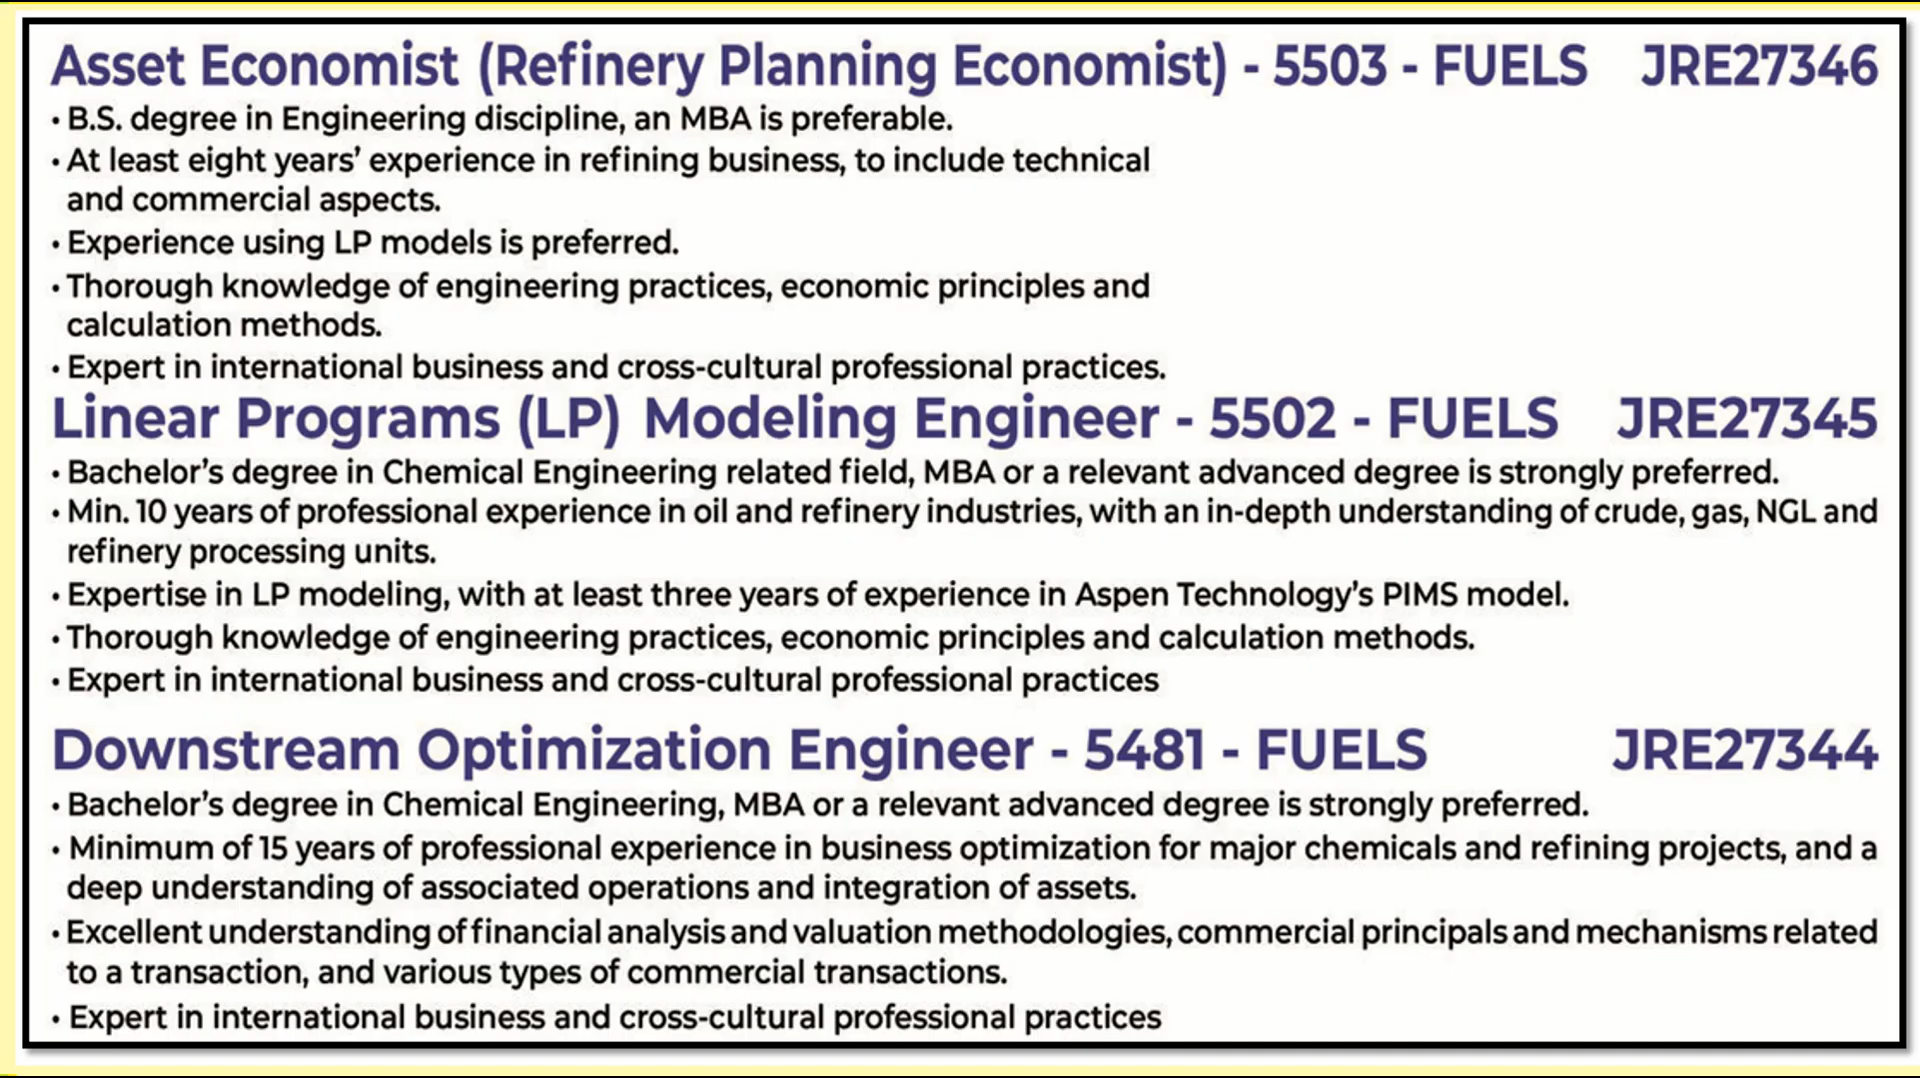 Asset Economist (Refinery Planning Economist) - 5503 - FUELS JRE27346
• B.S. degree in Engineering discipline, an MBA is preferable.
• At least eight years’ experience in refining business, to include technical
and commercial aspects.
• Experience using LP models is preferred.
• Thorough knowledge of engineering practices, economic principles and
calculation methods.
• Expert in international business and cross-cultural professional practices.
Linear Programs (LP) Modeling Engineer - 5502 - FUELS JRE27345
• Bachelor’s degree in Chemical Engineering related field, MBA or a relevant advanced degree is strongly preferred.
• Min. 10 years of professional experience in oil and refinery industries, with an in-depth understanding of crude, gas, NGL and
refinery processing units.
• Expertise in LP modeling, with at least three years of experience in Aspen Technology’s PIMS model.
• Thorough knowledge of engineering practices, economic principles and calculation methods.
• Expert in international business and cross-cultural professional practices
Downstream Optimization Engineer - 5481 - FUELS JRE27344
• Bachelor’s degree in Chemical Engineering, MBA or a relevant advanced degree is strongly preferred.
• Minimum of 15 years of professional experience in business optimization for major chemicals and refining projects, and a
deep understanding of associated operations and integration of assets.
• Excellent understanding of financial analysis and valuation methodologies, commercial principals and mechanisms related
to a transaction, and various types of commercial transactions.
• Expert in international business and cross-cultural professional practices